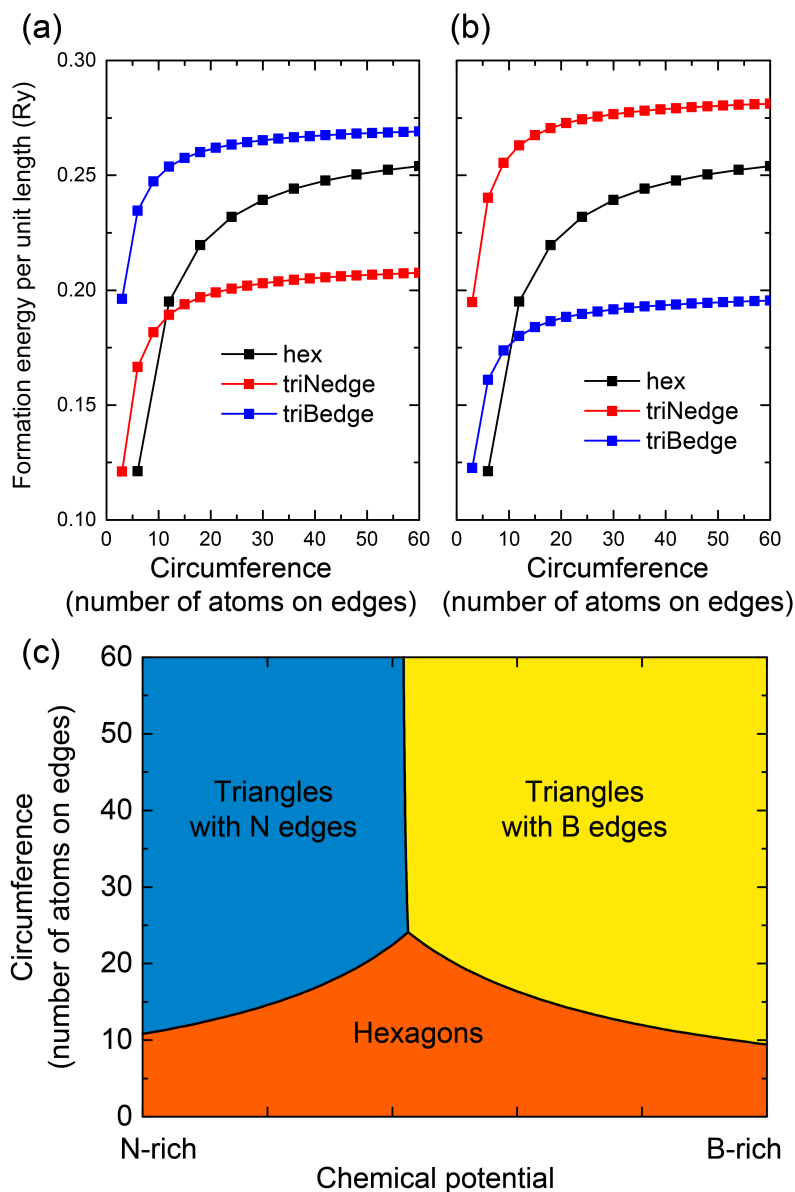 (a)
(b)
Formation energy per unit length (Ry)
0.30
0.25
0.20
0.15
0.10
hex
triNedge
triBedge
0 10 20 30 40 50 60
Circumference
(number of atoms on edges)
hex
triNedge
triBedge
0 10 20 30 40 50 60
Circumference
(number of atoms on edges)
(c)
Circumference
(number of atoms on edges)
60
50
40
30
20
10
0
Triangles
with N edges
Triangles
with B edges
Hexagons
N-rich
B-rich
Chemical potential